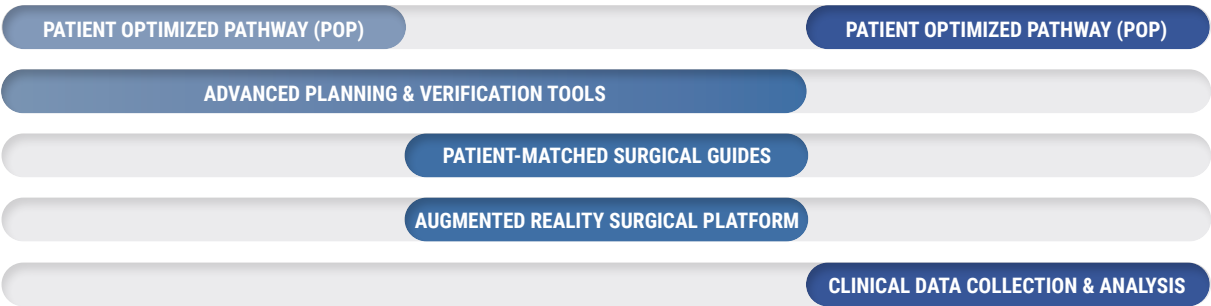 PATIENT OPTIMIZED PATHWAY (POP)
PATIENT OPTIMIZED PATHWAY (POP)
ADVANCED PLANNING & VERIFICATION TOOLS
PATIENT-MATCHED SURGICAL GUIDES
AUGMENTED REALITY SURGICAL PLATFORM
CLINICAL DATA COLLECTION & ANALYSIS